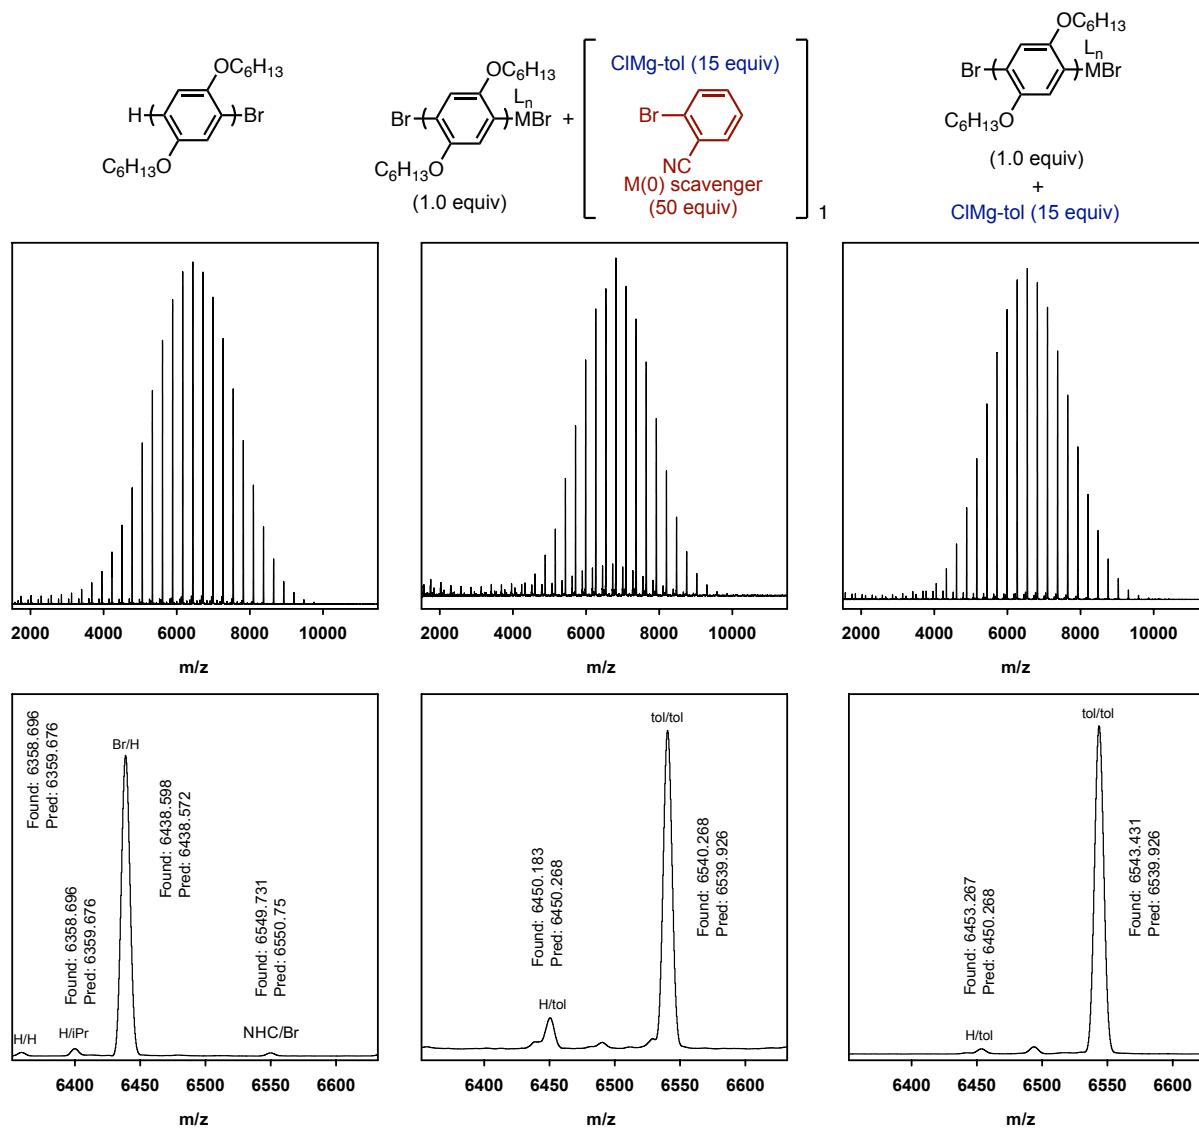 OC6H13
H
Br
C6H13O
OC6H13
Ln
Br
MBr
+
C6H13O
(1.0 equiv)
ClMg-tol (15 equiv)
Br
NC
M(0) scavenger
(50 equiv)
1
OC6H13
Ln
Br
MBr
C6H13O
(1.0 equiv)
+
ClMg-tol (15 equiv)
2000 4000 6000 8000 10000
m/z
2000 4000 6000 8000 10000
m/z
2000 4000 6000 8000 10000
m/z
Found: 6358.696
Pred: 6359.676
H/H
Found: 6358.696
Pred: 6359.676
H/iPr
Br/H
Found: 6438.598
Pred: 6438.572
Found: 6549.731
Pred: 6550.75
NHC/Br
6400 6450 6500 6550 6600
m/z
tol/tol
Found: 6450.183
Pred: 6450.268
H/tol
Found: 6540.268
Pred: 6539.926
6400 6450 6500 6550 6600
m/z
tol/tol
Found: 6453.267
Pred: 6450.268
H/tol
Found: 6543.431
Pred: 6539.926
6400 6450 6500 6550 6600
m/z